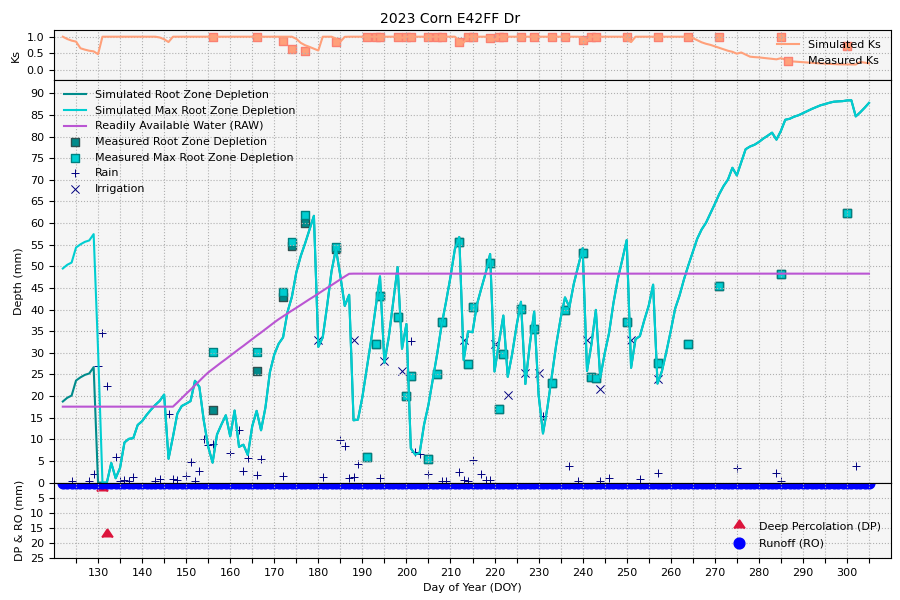 2023 Corn E42FF Dr
Ks
1.0
0.5
0.0
Simulated Ks
Measured Ks
Depth (mm)
90
85
80
75
70
65
60
55
50
45
40
35
30
25
20
15
10
5
0
Simulated Root Zone Depletion
Simulated Max Root Zone Depletion
Readily Available Water (RAW)
Measured Root Zone Depletion
Measured Max Root Zone Depletion
Rain
Irrigation
DP & RO (mm)
5
10
15
20
25
Deep Percolation (DP)
Runoff (RO)
130 140 150 160 170 180 190 200 210 220 230 240 250 260 270 280 290 300
Day of Year (DOY)